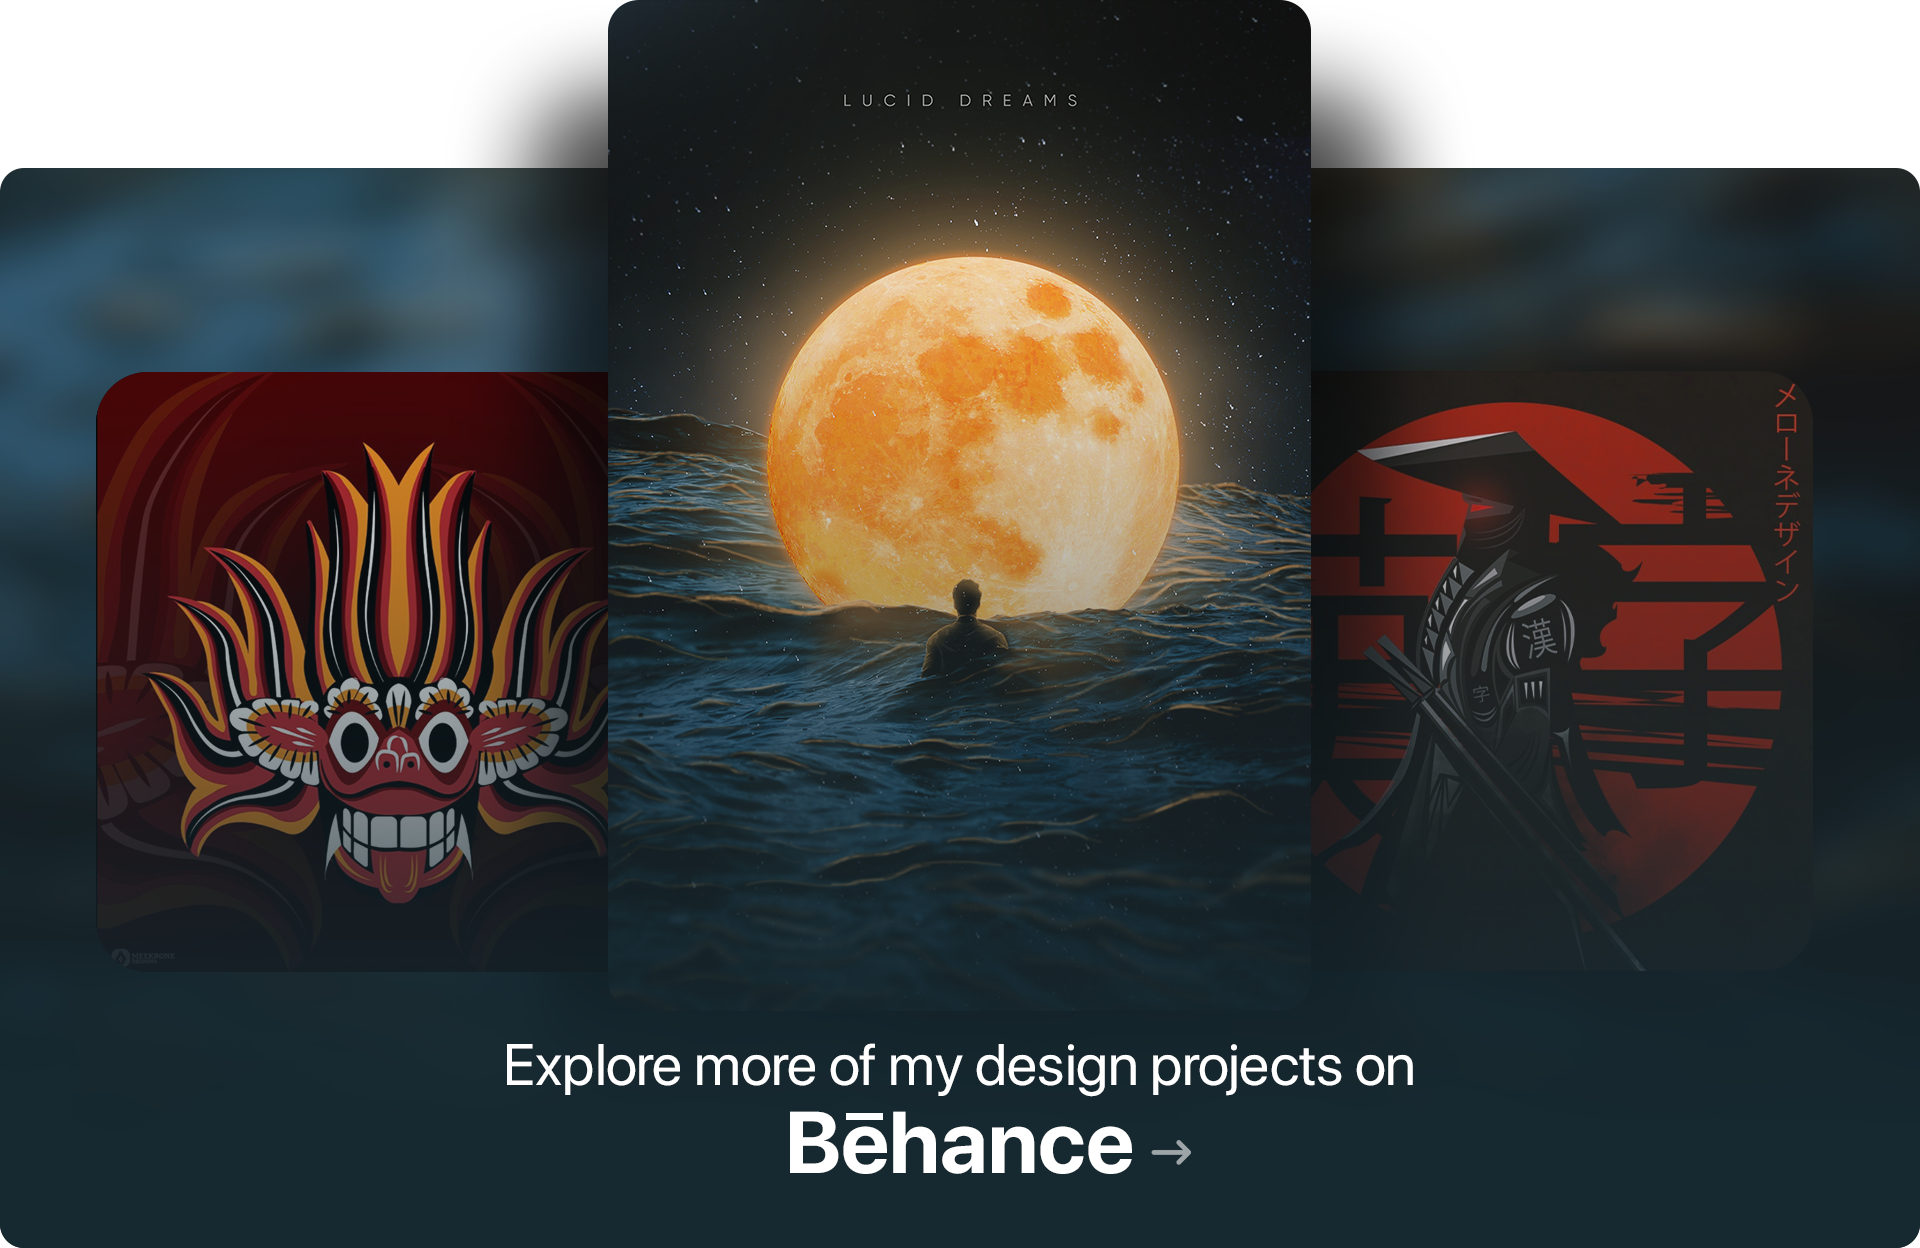 LUCID DREAMS
メローネデザイン
漢
字
Explore more of my design projects on
Bēhance →